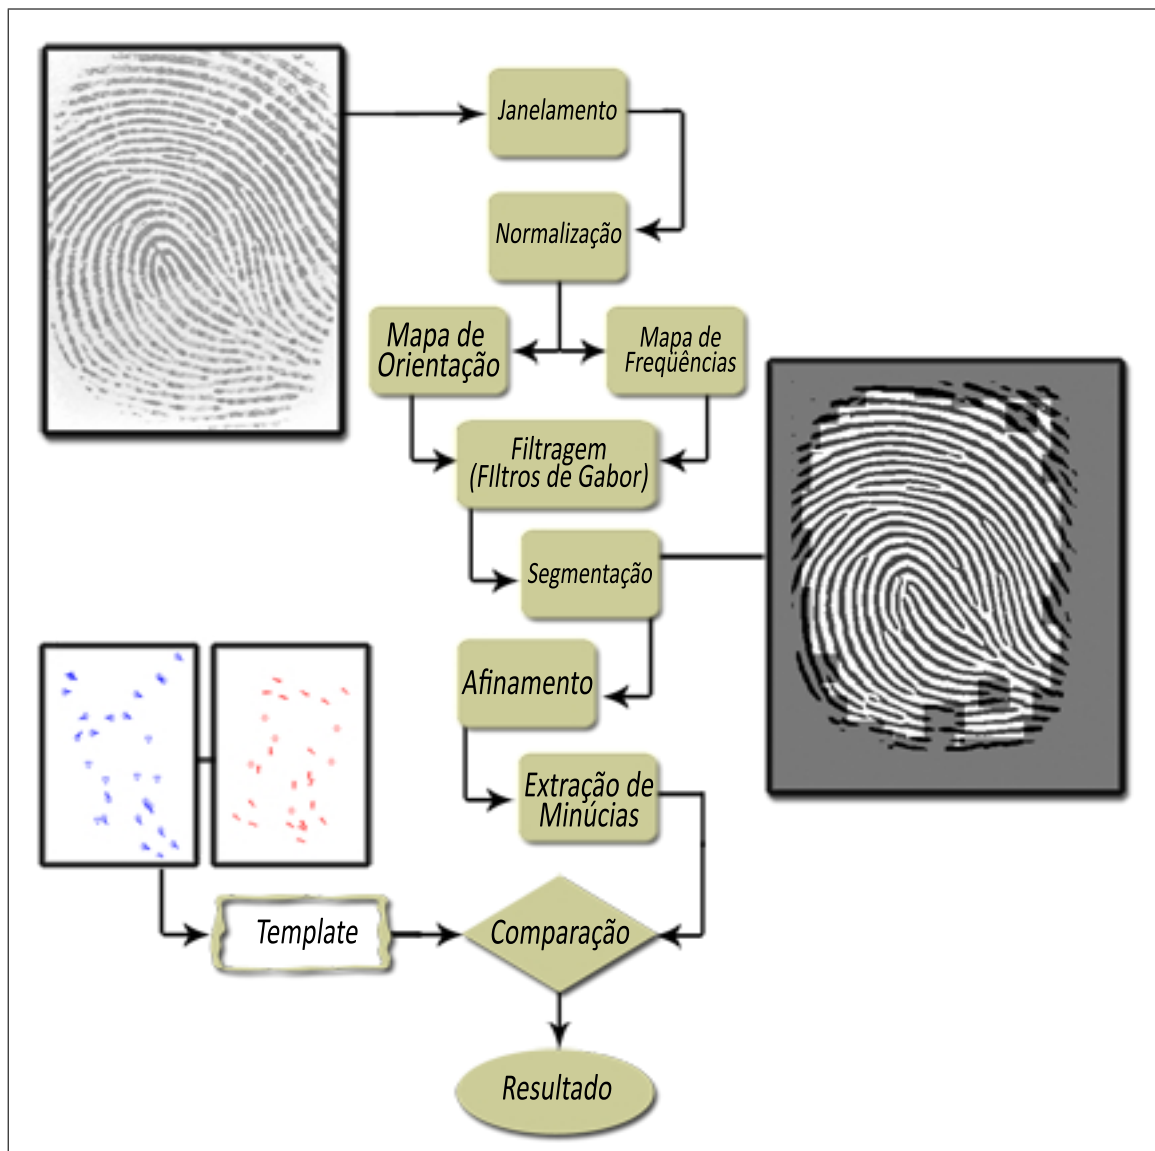 Janelamento
Normalização
Mapa de
Orientação
Mapa de
Freqüências
Filtragem
(FIltros de Gabor)
Segmentação
Afinamento
Extração de
Minúcias
Template
Comparação
Resultado